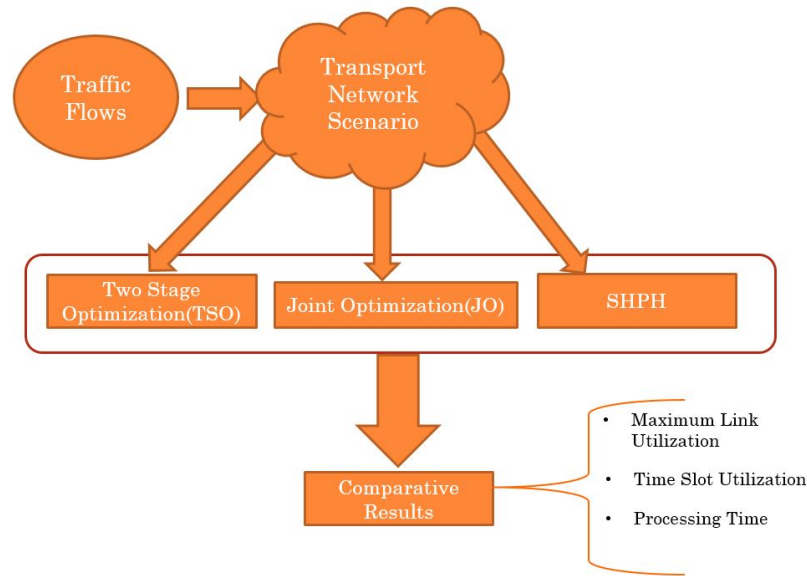 Traffic
Flows
Transport
Network
Scenario
Two Stage
Optimization(TSO)
Joint Optimization(JO)
SHPH
Comparative
Results
• Maximum Link
Utilization
• Time Slot Utilization
• Processing Time